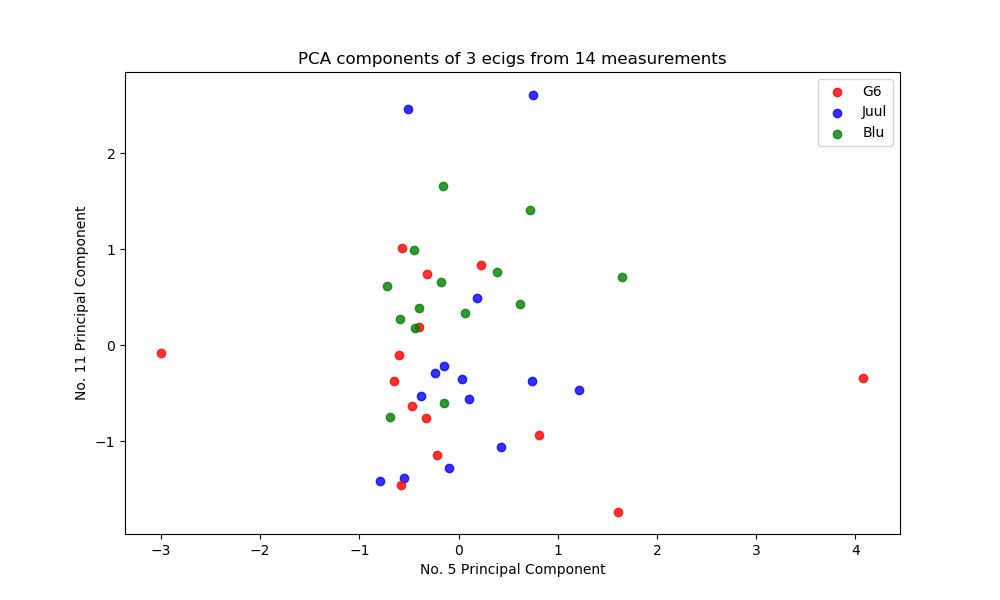 PCA components of 3 ecigs from 14 measurements
G6
Juul
Blu
2
1
0
−1
No. 11 Principal Component
−3
−2
−1
0
1
2
3
4
No. 5 Principal Component